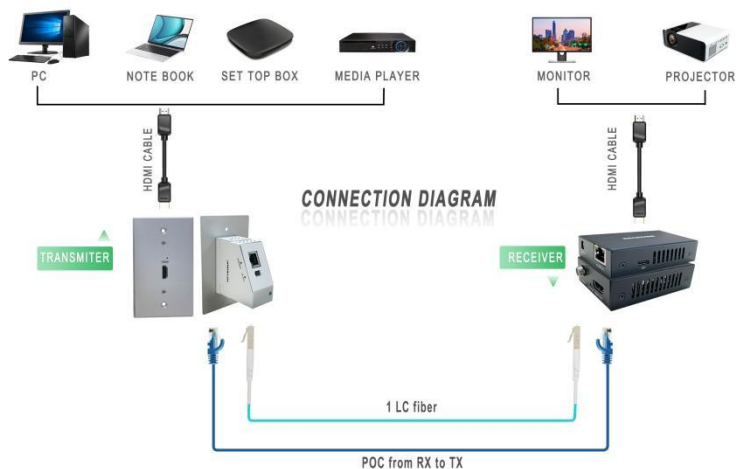 PC
NOTE BOOK
SET TOP BOX
MEDIA PLAYER
MONITOR
PROJECTOR
HDMI CABLE
HDMI CABLE
CONNECTION DIAGRAM
TRANSMITER
RECEIVER
1 LC fiber
POC from RX to TX